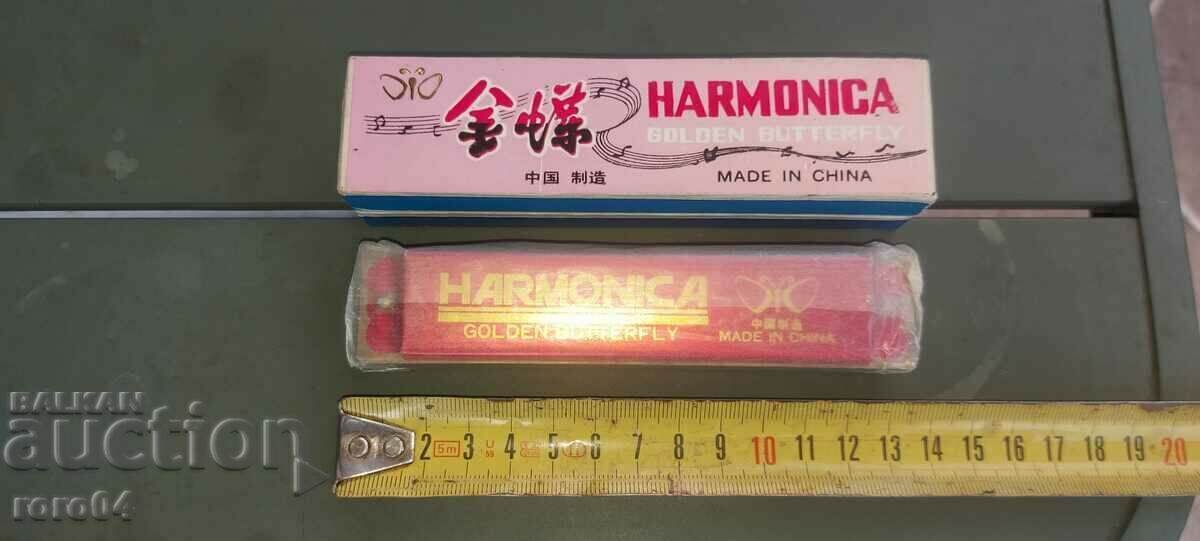 金蝶
HARMONICA
GOLDEN BUTTERFLY
中国 制造
MADE IN CHINA
HARMONICA
GOLDEN BUTTERFLY
中国制造
MADE IN CHINA
2 5m 3 4 5 6 7 8 9 10 11 12 13 14 15 16 17 18 19 20
BALKAN
auction
roro04